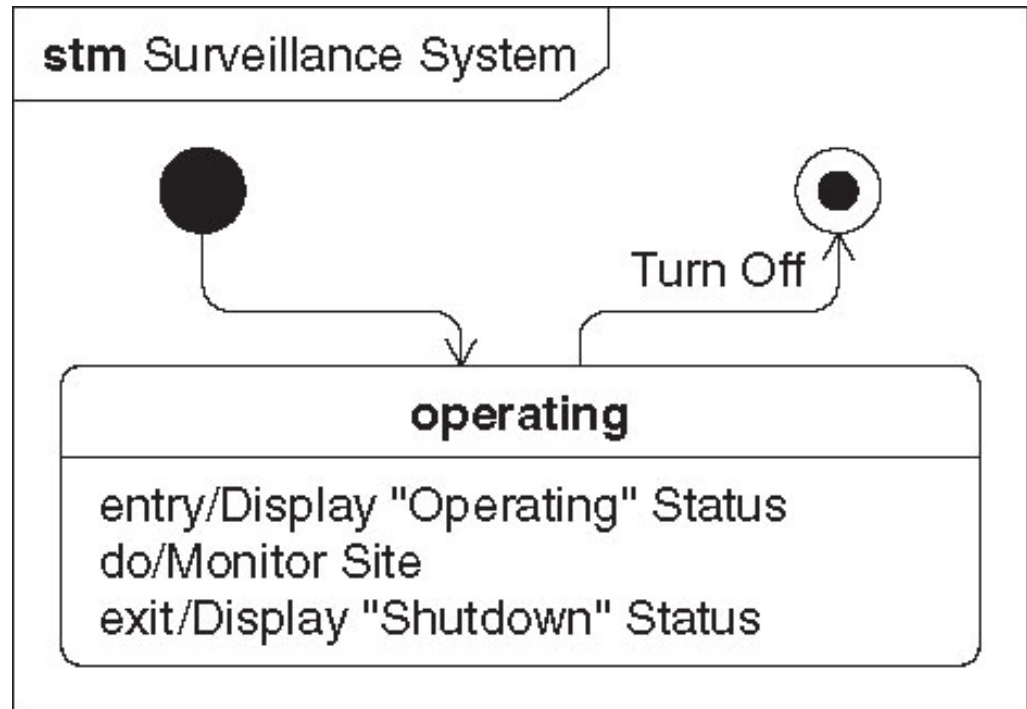 stm Surveillance System
Turn Off
operating
entry/Display "Operating" Status
do/Monitor Site
exit/Display "Shutdown" Status